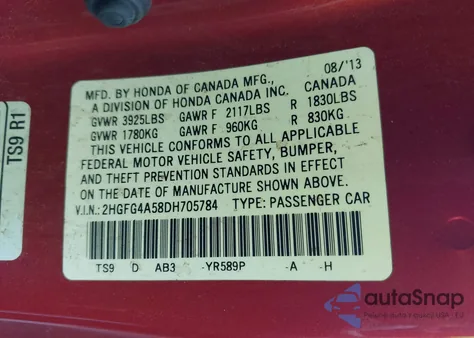 08/'13
MFD. BY HONDA OF CANADA MFG., CANADA
A DIVISION OF HONDA CANADA INC.
GVWR 3925LBS GAWR F 2117LBS R 1830LBS
GVWR 1780KG GAWR F 960KG R 830KG
THIS VEHICLE CONFORMS TO ALL APPLICABLE
FEDERAL MOTOR VEHICLE SAFETY, BUMPER,
AND THEFT PREVENTION STANDARDS IN EFFECT
ON THE DATE OF MANUFACTURE SHOWN ABOVE.
V.I.N.: 2HGFG4A58DH705784 TYPE: PASSENGER CAR
TS9 D AB3 -YR589P -A -H
TS9 R1
autoSnap